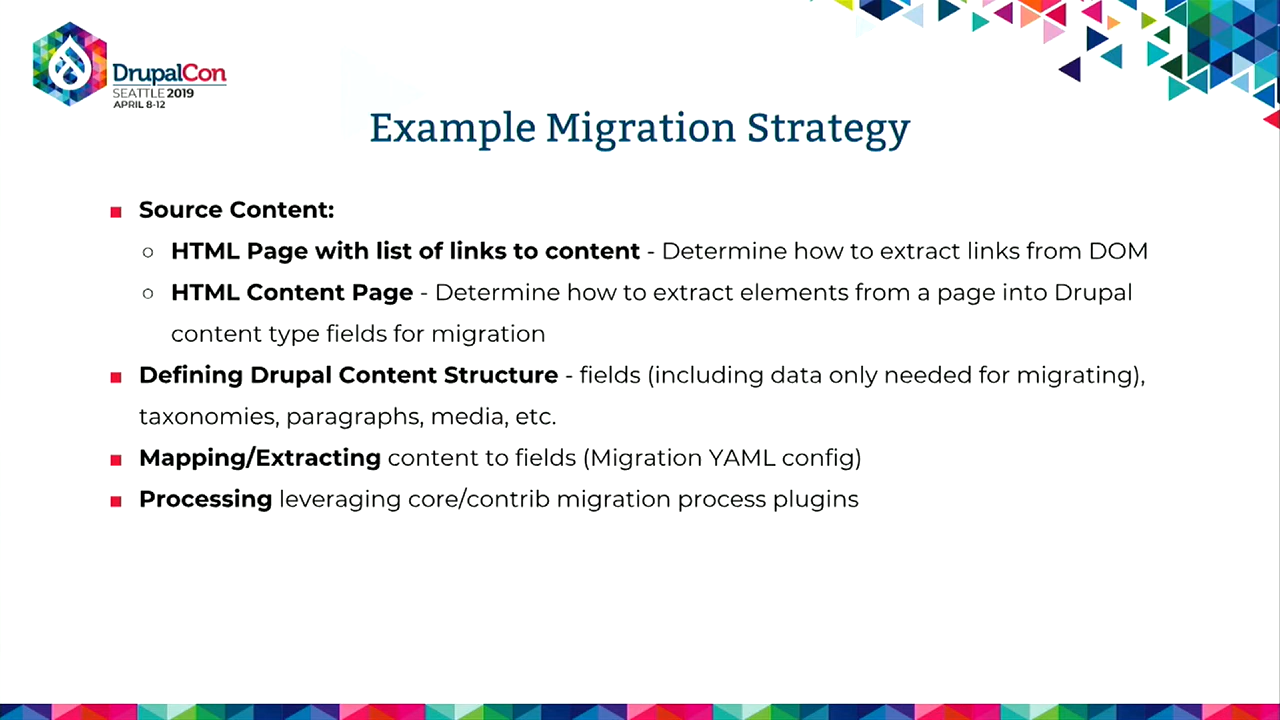 DrupalCon
SEATTLE 2019
APRIL 8-12
Example Migration Strategy
■ Source Content:
○ HTML Page with list of links to content - Determine how to extract links from DOM
○ HTML Content Page - Determine how to extract elements from a page into Drupal
content type fields for migration
■ Defining Drupal Content Structure - fields (including data only needed for migrating),
taxonomies, paragraphs, media, etc.
■ Mapping/Extracting content to fields (Migration YAML config)
■ Processing leveraging core/contrib migration process plugins